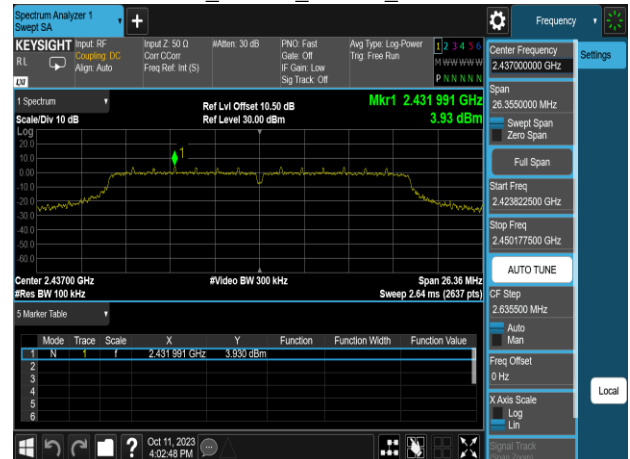 Spectrum Analyzer 1
Swept SA
+
Frequency
KEYSIGHT
RL
LXI
Input: RF
Coupling: DC
Align: Auto
Input Z: 50 Ω
Corr CCorr
Freq Ref: Int (S)
#Atten: 30 dB
PNO: Fast
Gate: Off
IF Gain: Low
Sig Track: Off
Avg Type: Log-Power
Trig: Free Run
1 2 3 4 5 6
M W W W W W
P N N N N N
1 Spectrum
Scale/Div 10 dB
Ref Lvl Offset 10.50 dB
Ref Level 30.00 dBm
Mkr1 2.431 991 GHz
3.93 dBm
Log
20.0
10.0
0.00
-10.0
-20.0
-30.0
-40.0
-50.0
-60.0
1
Center 2.43700 GHz
#Res BW 100 kHz
#Video BW 300 kHz
Span 26.36 MHz
Sweep 2.64 ms (2637 pts)
5 Marker Table
Mode Trace Scale X Y Function Function Width Function Value
1 N 1 f 2.431 991 GHz 3.930 dBm
2
3
4
5
6
?
Oct 11, 2023
4:02:48 PM
Center Frequency
2.437000000 GHz
Settings
Span
26.3550000 MHz
Swept Span
Zero Span
Full Span
Start Freq
2.423822500 GHz
Stop Freq
2.450177500 GHz
AUTO TUNE
CF Step
2.635500 MHz
Auto
Man
Freq Offset
0 Hz
X Axis Scale
Log
Lin
Local
Signal Track
(Span Zoom)